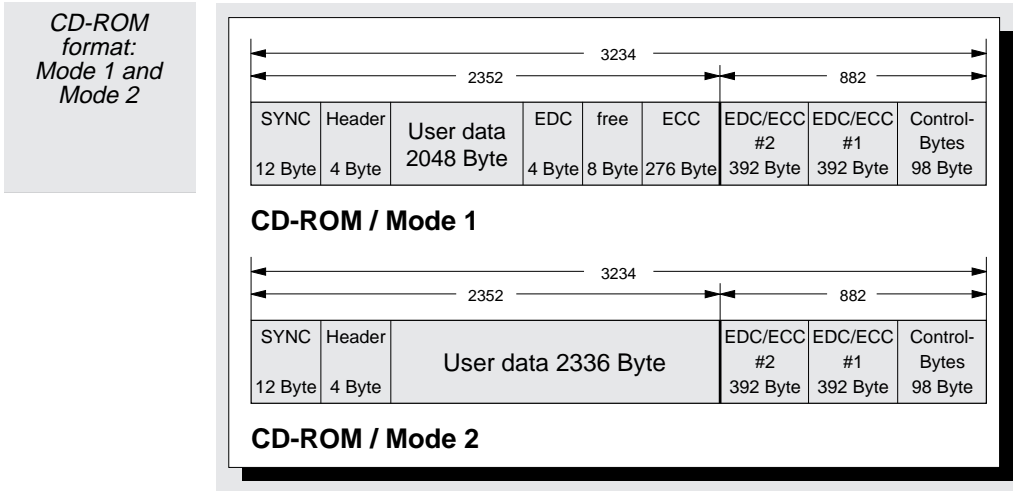 CD-ROM
format:
Mode 1 and
Mode 2
3234
2352 882
SYNC Header User data 2048 Byte EDC free ECC EDC/ECC #2 EDC/ECC #1 Control-Bytes
12 Byte 4 Byte 4 Byte 8 Byte 276 Byte 392 Byte 392 Byte 98 Byte
CD-ROM / Mode 1
3234
2352 882
SYNC Header User data 2336 Byte EDC/ECC #2 EDC/ECC #1 Control-Bytes
12 Byte 4 Byte 392 Byte 392 Byte 98 Byte
CD-ROM / Mode 2